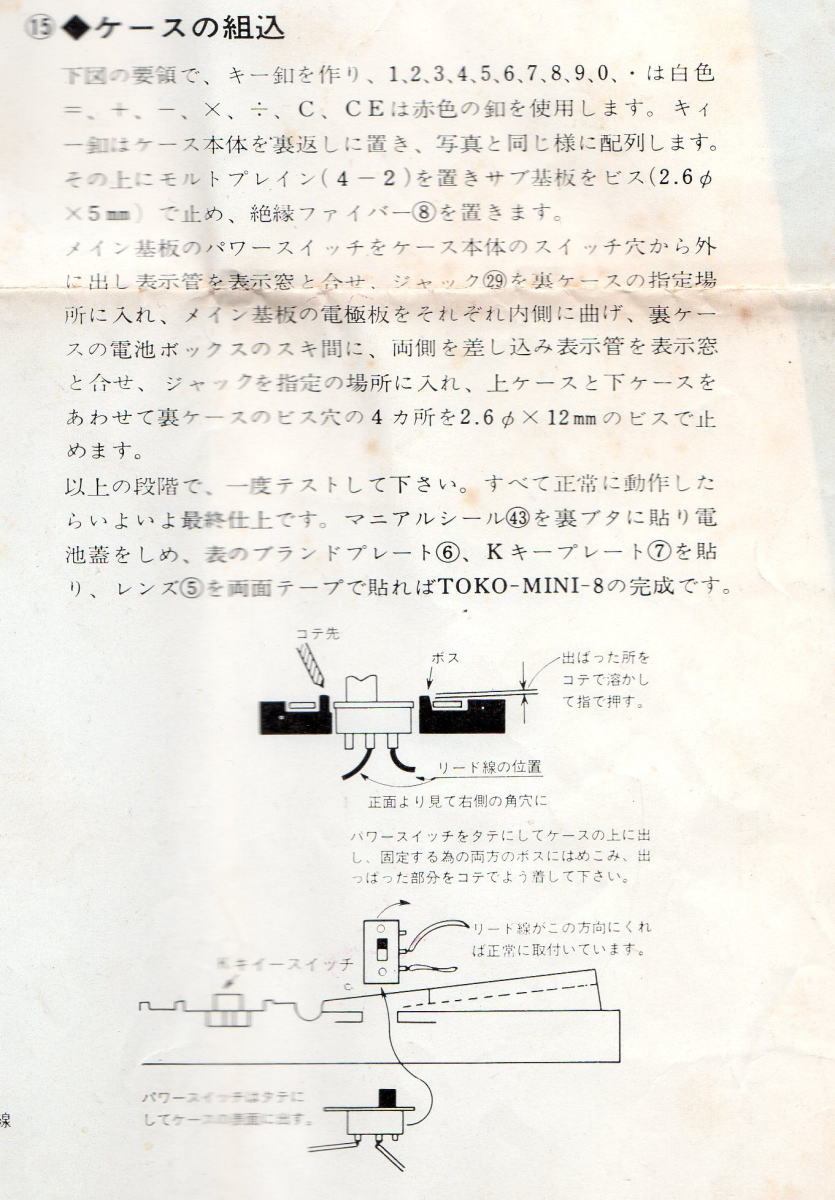 ⑮◆ケースの組込
下図の要領で、キー釦を作り、1,2,3,4,5,6,7,8,9,0、・は白色
＝、＋、－、×、÷、C、CEは赤色の釦を使用します。キィ
ー釦はケース本体を裏返しに置き、写真と同じ様に配列します。
その上にモルトプレイン(4－2)を置きサブ基板をビス(2.6φ
×5㎜) で止め、絶縁ファイバー⑧を置きます。
メイン基板のパワースイッチをケース本体のスイッチ穴から外
に出し表示管を表示窓と合せ、ジャック㉙を裏ケースの指定場
所に入れ、メイン基板の電極板をそれぞれ内側に曲げ、裏ケー
スの電池ボックスのスキ間に、両側を差し込み表示管を表示窓
と合せ、ジャックを指定の場所に入れ、上ケースと下ケースを
あわせて裏ケースのビス穴の4カ所を2.6φ×12㎜のビスで止
めます。
以上の段階で、一度テストして下さい。すべて正常に動作した
らいよいよ最終仕上です。マニアルシール㊸を裏ブタに貼り電
池蓋をしめ、表のブランドプレート⑥、Kキープレート⑦を貼
り、レンズ⑤を両面テープで貼ればTOKO-MINI-8の完成です。
コテ先
ボス
出ばった所を
コテで溶かし
て指で押す。
リード線の位置
正面より見て右側の角穴に
パワースイッチをタテにしてケースの上に出
し、固定する為の両方のボスにはめこみ、出
っぱった部分をコテでよう着して下さい。
リード線がこの方向にくれ
ば正常に取付いています。
Kキイースイッチ
パワースイッチはタテに
してケースの表面に出す。
線